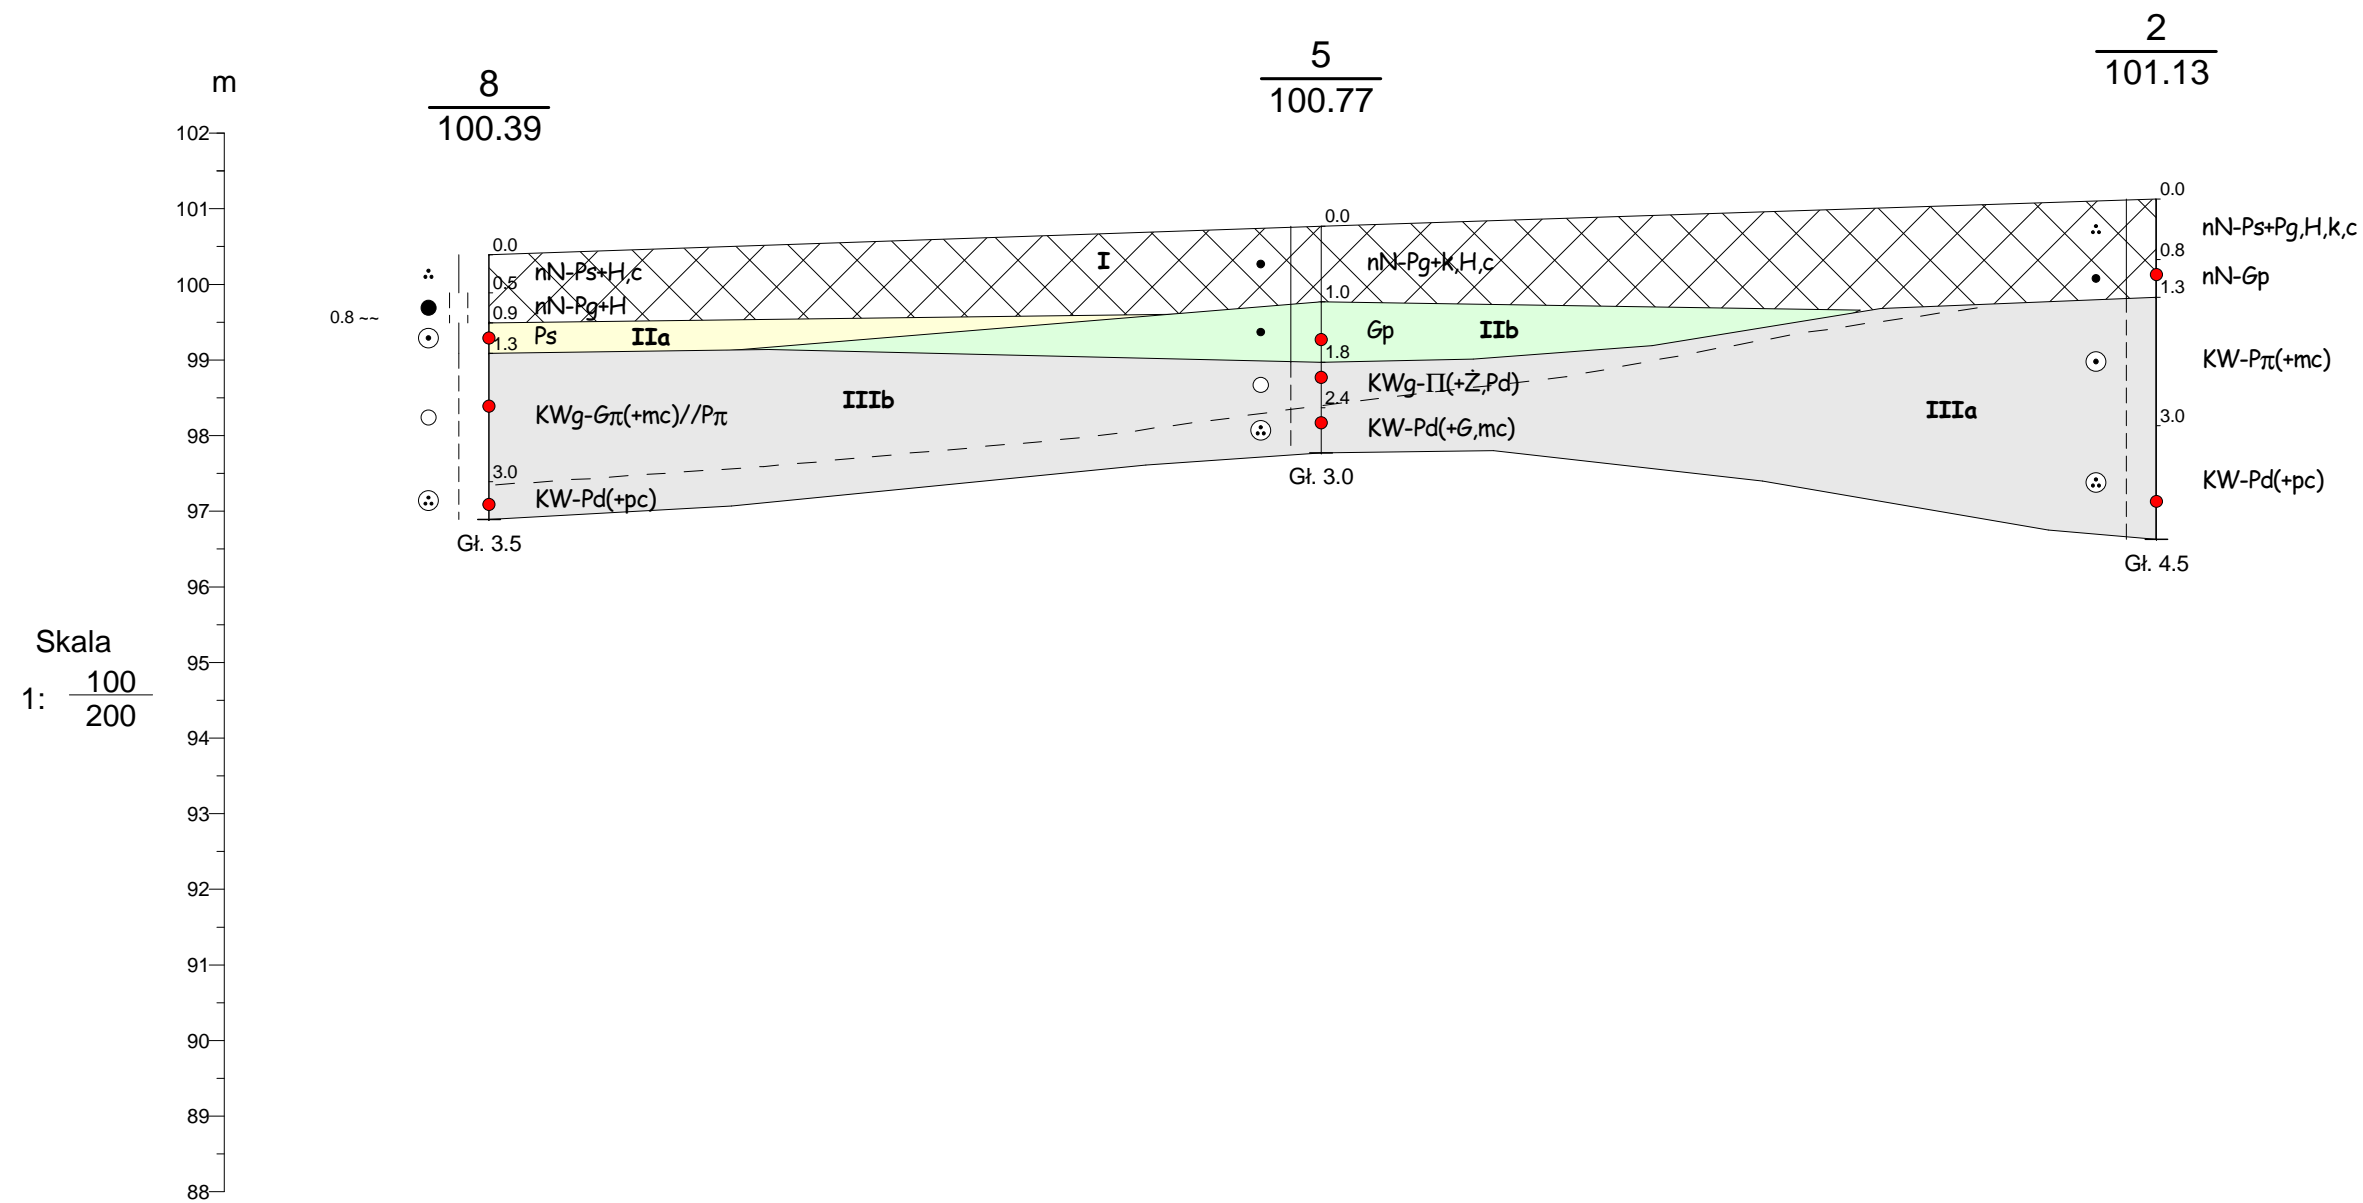 2
101.13
5
100.77
8
100.39
m
102
101
100
99
98
97
96
95
94
93
92
91
90
89
88
Skala
1: 100
200
0.8 ~~
0.0
nN-Ps+H,c
0.5
nN-Pg+H
0.9
Ps
IIa
1.3
KWg-Gπ(+mc)//Pπ
IIIb
3.0
KW-Pd(+pc)
Gł. 3.5
I
0.0
nN-Pg+k,H,c
1.0
Gp
IIb
1.8
KWg-Π(+Ż,Pd)
2.4
KW-Pd(+G,mc)
Gł. 3.0
IIIa
0.0
nN-Ps+Pg,H,k,c
0.8
nN-Gp
1.3
KW-Pπ(+mc)
3.0
KW-Pd(+pc)
Gł. 4.5